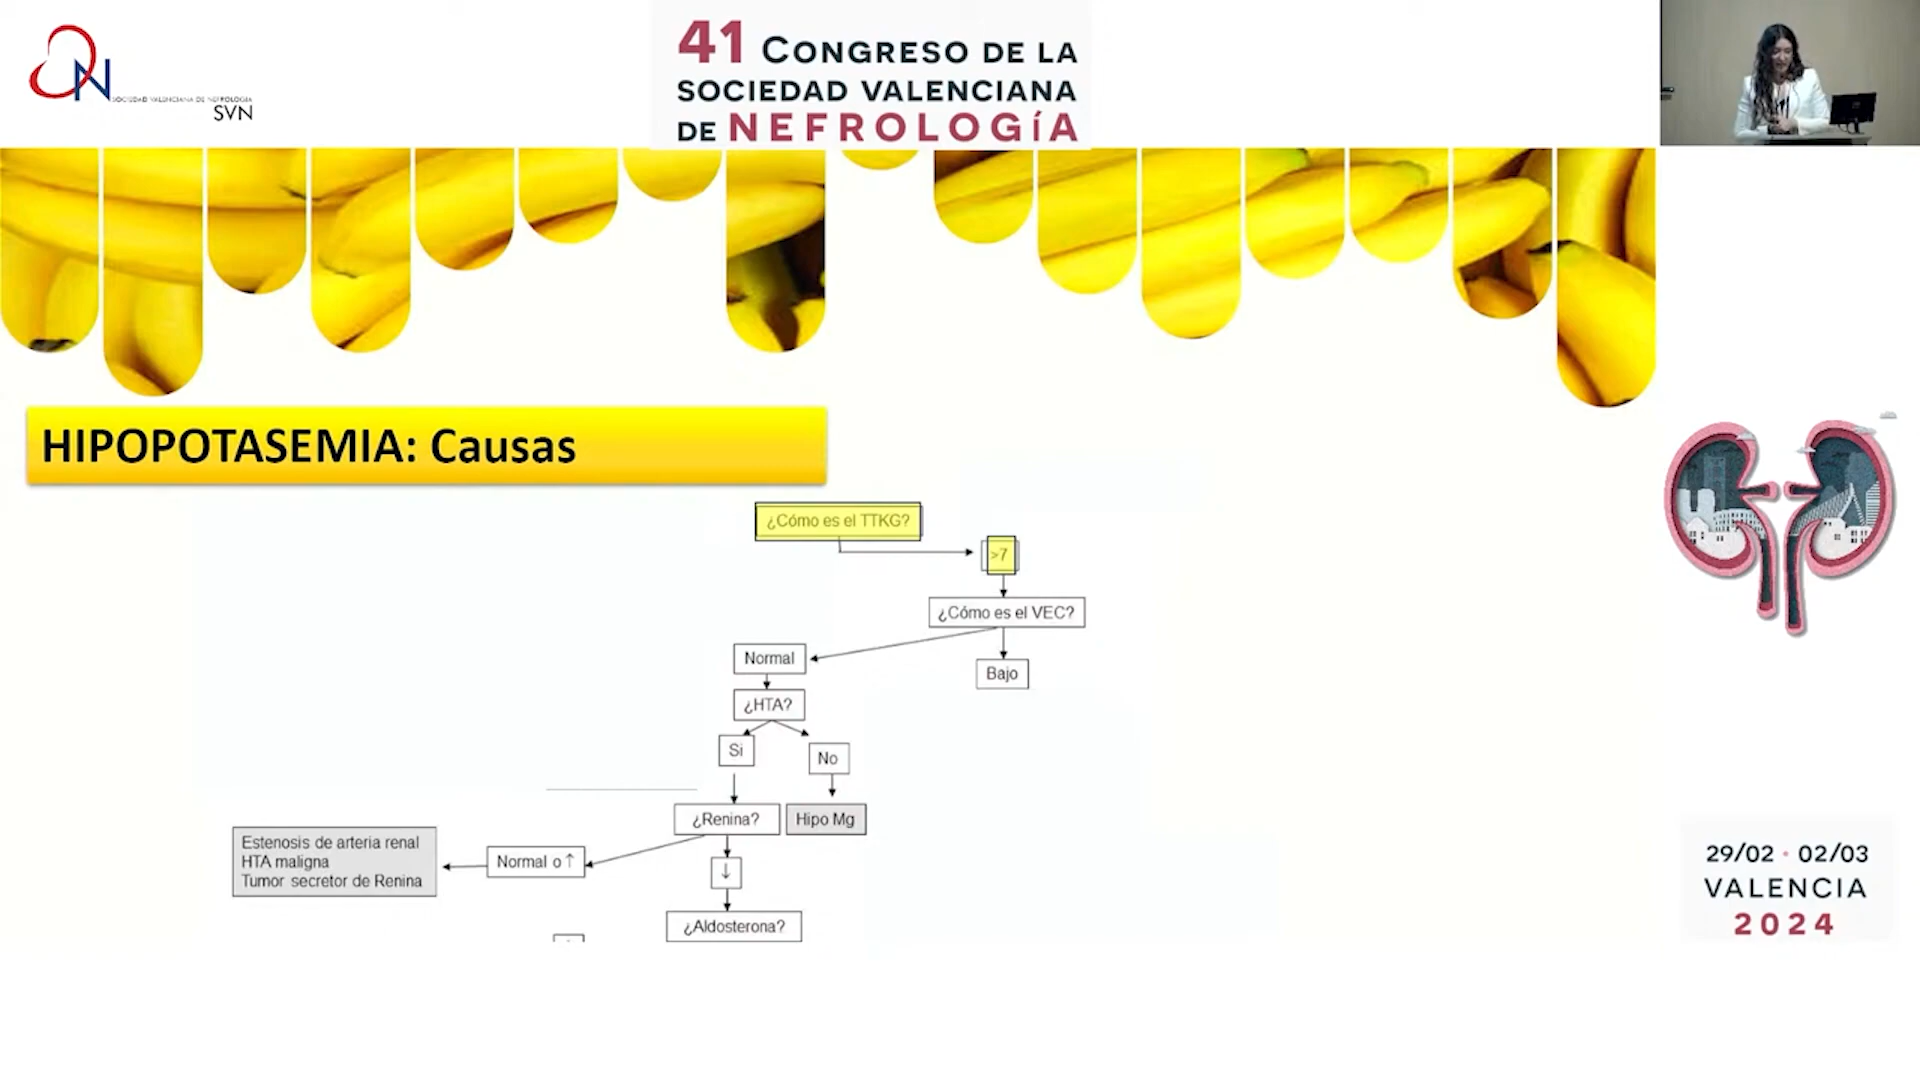 SOCIEDAD VALENCIANA DE NEFROLOGIA
SVN
41 CONGRESO DE LA
SOCIEDAD VALENCIANA
DE NEFROLOGÍA
HIPOPOTASEMIA: Causas
¿Cómo es el TTKG?
>7
¿Cómo es el VEC?
Normal
Bajo
¿HTA?
Si
No
¿Renina?
Hipo Mg
Estenosis de arteria renal
HTA maligna
Tumor secretor de Renina
Normal o ↑
↓
¿Aldosterona?
29/02 · 02/03
VALENCIA
2024